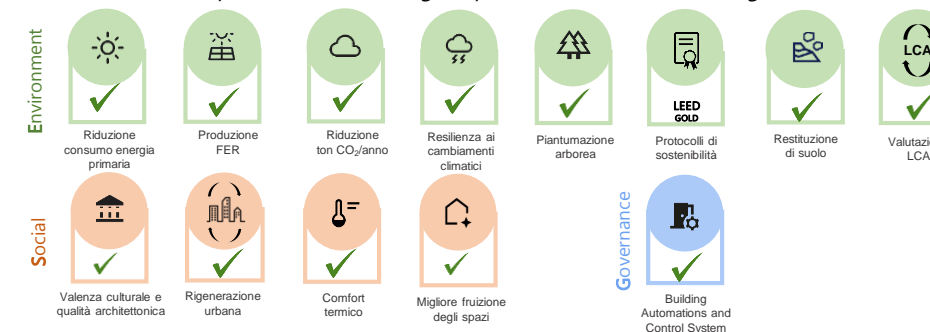 Environment
LCA
LEED
GOLD
Riduzione
consumo energia
primaria
Produzione
FER
Riduzione
ton CO₂/anno
Resilienza ai
cambiamenti
climatici
Piantumazione
arborea
Protocolli di
sostenibilità
Restituzione
di suolo
LCA
Social
Valenza culturale e
qualità architettonica
Rigenerazione
urbana
Comfort
termico
Migliore fruizione
degli spazi
Governance
Building
Automations and
Control System